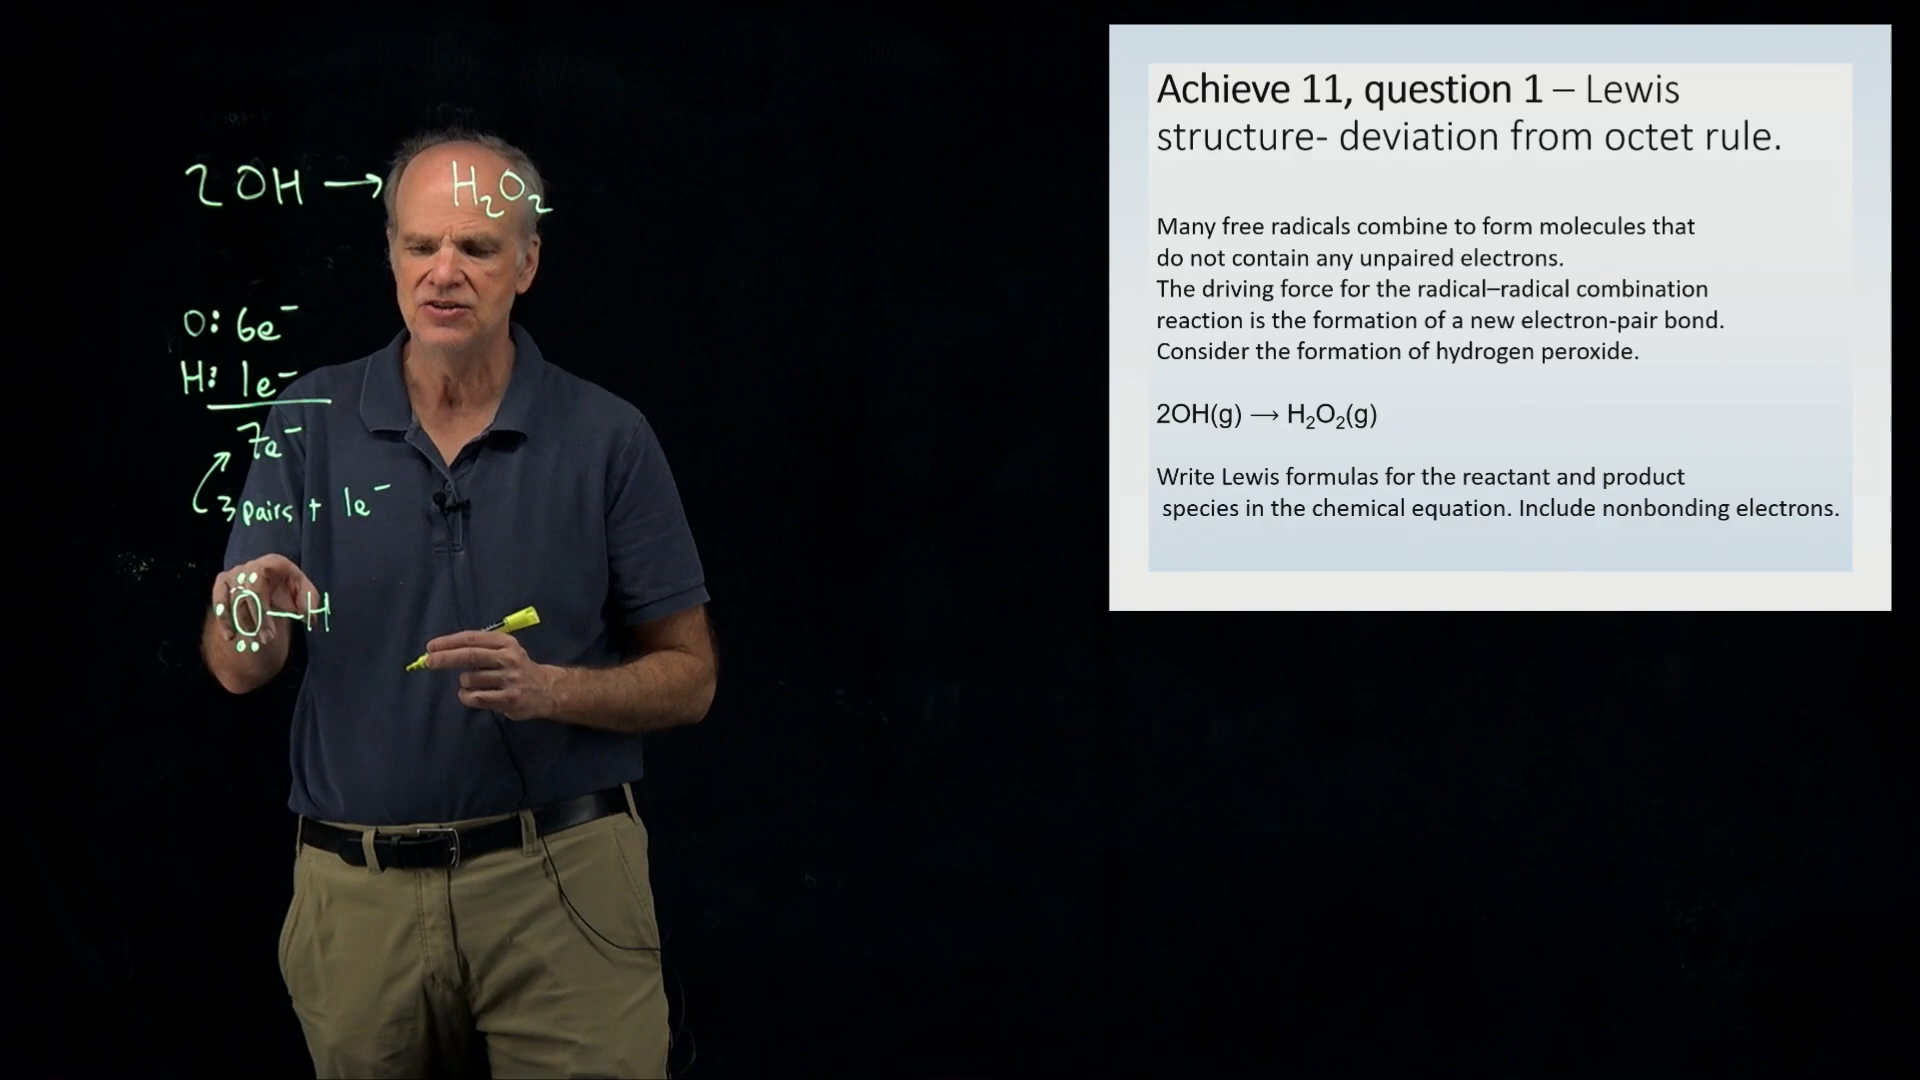 2 OH → H₂O₂
O: 6e⁻
H: 1e⁻
7e⁻
3 pairs + 1e⁻
O—H
Achieve 11, question 1 – Lewis
structure- deviation from octet rule.
Many free radicals combine to form molecules that
do not contain any unpaired electrons.
The driving force for the radical–radical combination
reaction is the formation of a new electron-pair bond.
Consider the formation of hydrogen peroxide.
2OH(g) ⟶ H₂O₂(g)
Write Lewis formulas for the reactant and product
species in the chemical equation. Include nonbonding electrons.